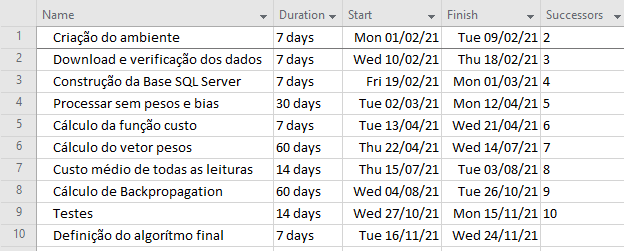 Name Duration Start Finish Successors
1 Criação do ambiente 7 days Mon 01/02/21 Tue 09/02/21 2
2 Download e verificação dos dados 7 days Wed 10/02/21 Thu 18/02/21 3
3 Construção da Base SQL Server 7 days Fri 19/02/21 Mon 01/03/21 4
4 Processar sem pesos e bias 30 days Tue 02/03/21 Mon 12/04/21 5
5 Cálculo da função custo 7 days Tue 13/04/21 Wed 21/04/21 6
6 Cálculo do vetor pesos 60 days Thu 22/04/21 Wed 14/07/21 7
7 Custo médio de todas as leituras 14 days Thu 15/07/21 Tue 03/08/21 8
8 Cálculo de Backpropagation 60 days Wed 04/08/21 Tue 26/10/21 9
9 Testes 14 days Wed 27/10/21 Mon 15/11/21 10
10 Definição do algorítmo final 7 days Tue 16/11/21 Wed 24/11/21